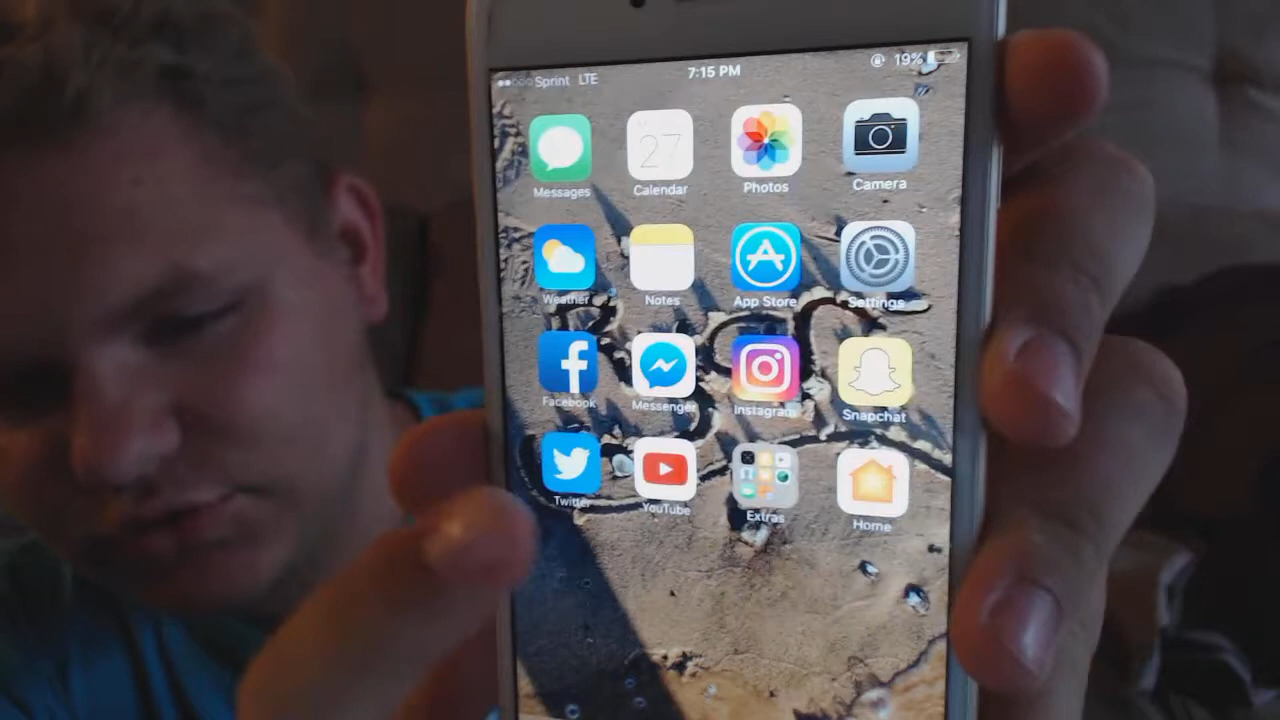 Sprint LTE 7:15 PM 19%
27
Messages Calendar Photos Camera
Weather Notes App Store Settings
Facebook Messenger Instagram Snapchat
Twitter YouTube Extras Home